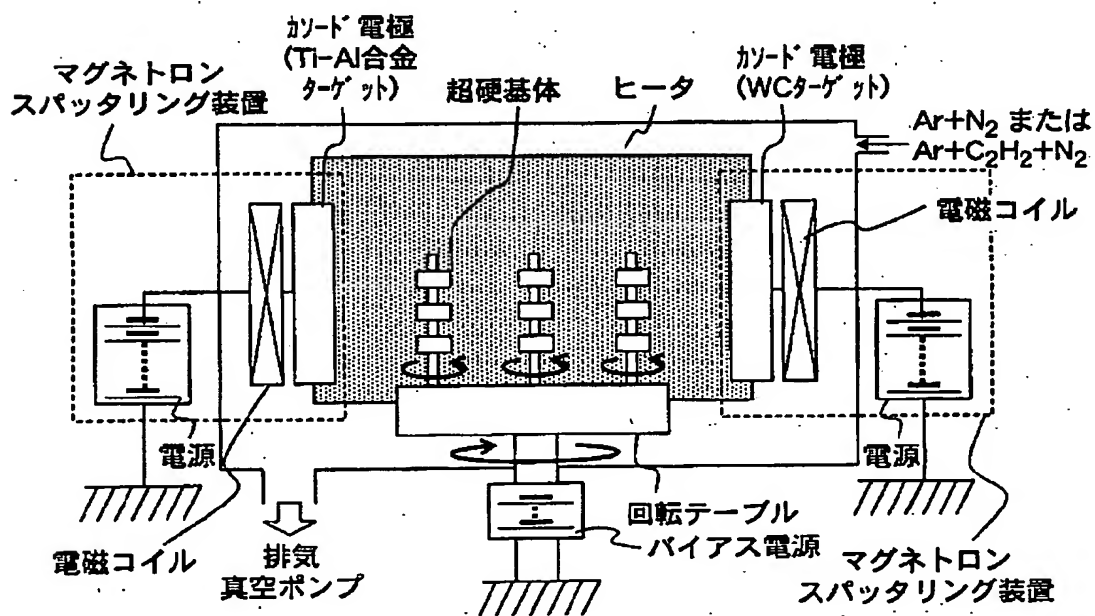 カソード電極
(Ti-Al合金
ターゲット)
マグネトロン
スパッタリング装置
超硬基体
ヒータ
カソード電極
(WCターゲット)
Ar+N₂ または
Ar+C₂H₂+N₂
電磁コイル
電源
電源
電磁コイル
排気
真空ポンプ
回転テーブル
バイアス電源
マグネトロン
スパッタリング装置